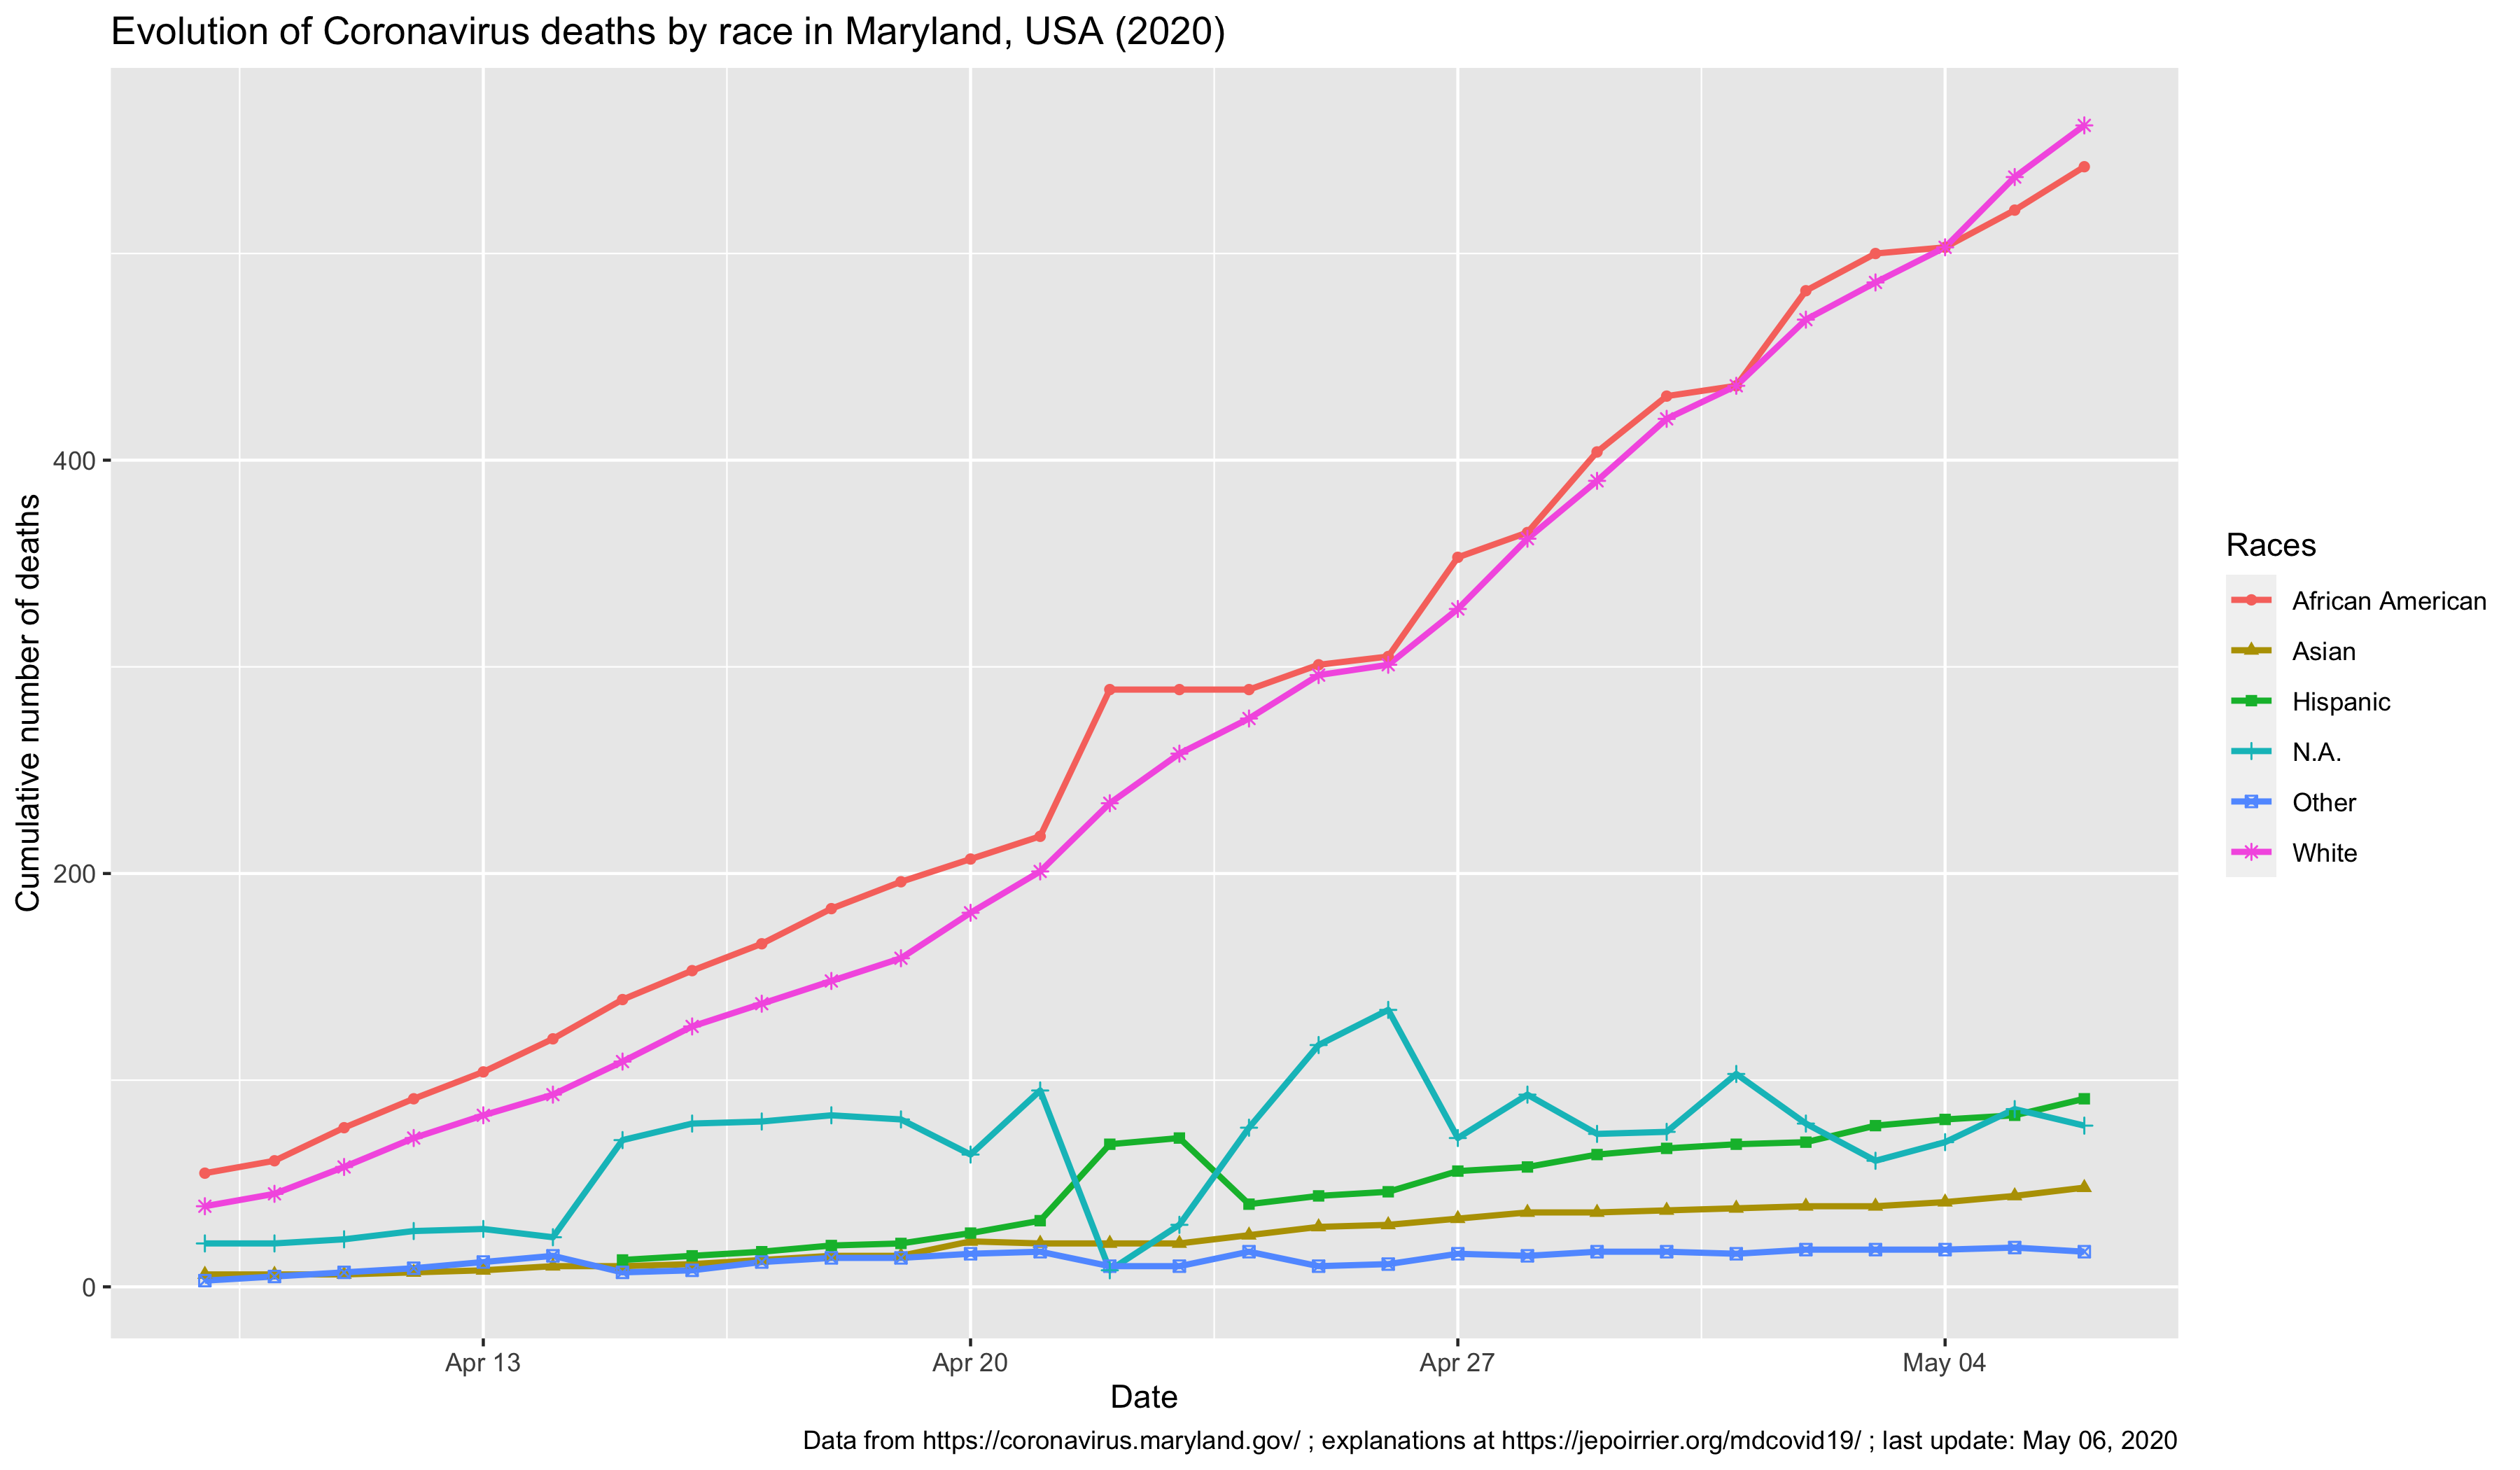 Evolution of Coronavirus deaths by race in Maryland, USA (2020)
Cumulative number of deaths
400
200
0
Apr 13
Apr 20
Apr 27
May 04
Date
Races
African American
Asian
Hispanic
N.A.
Other
White
Data from https://coronavirus.maryland.gov/ ; explanations at https://jepoirrier.org/mdcovid19/ ; last update: May 06, 2020